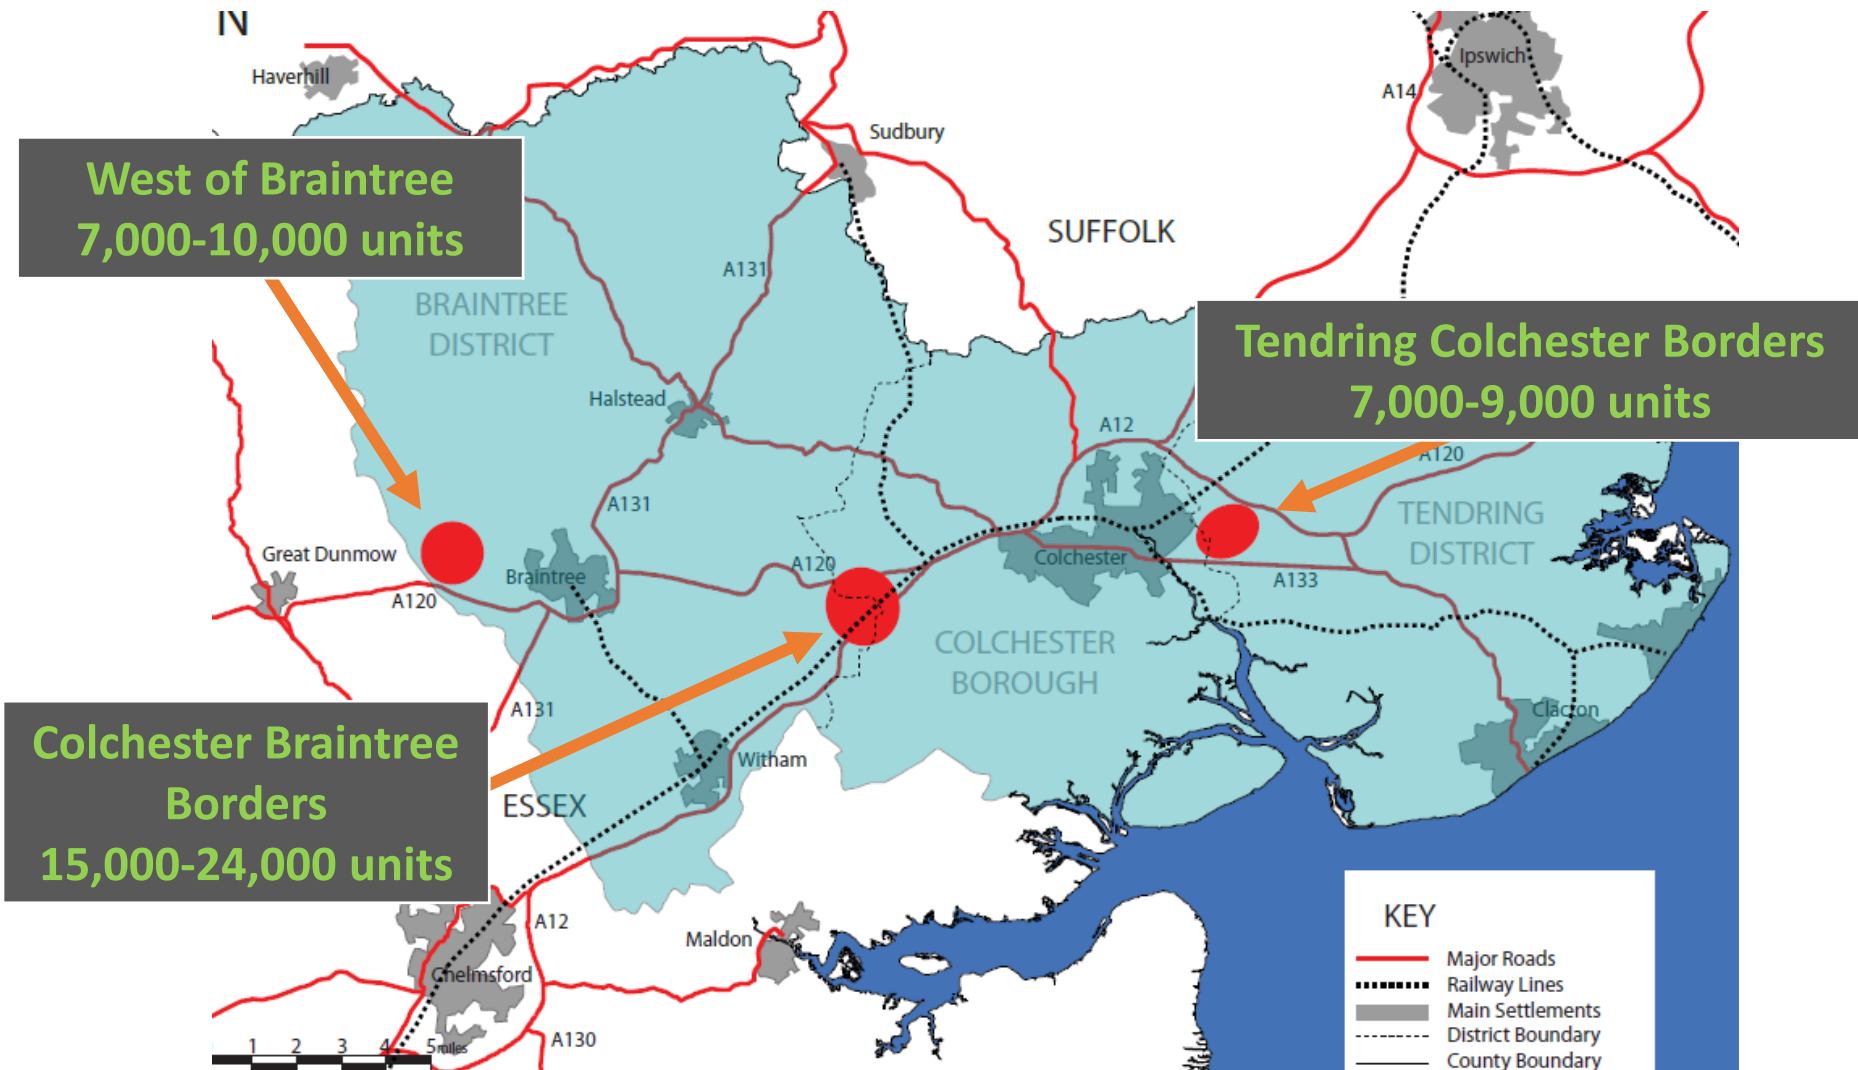 N
Haverhill
Ipswich
A14
Sudbury
West of Braintree
7,000-10,000 units
SUFFOLK
A131
BRAINTREE
DISTRICT
Tendring Colchester Borders
7,000-9,000 units
Halstead
A12
A120
A131
TENDRING
DISTRICT
Great Dunmow
Braintree
A120
Colchester
A133
A120
COLCHESTER
BOROUGH
A131
Clacton
Colchester Braintree
Borders
15,000-24,000 units
Witham
ESSEX
A12
Maldon
Chelmsford
A130
1 2 3 4 5 miles
KEY
Major Roads
Railway Lines
Main Settlements
District Boundary
County Boundary